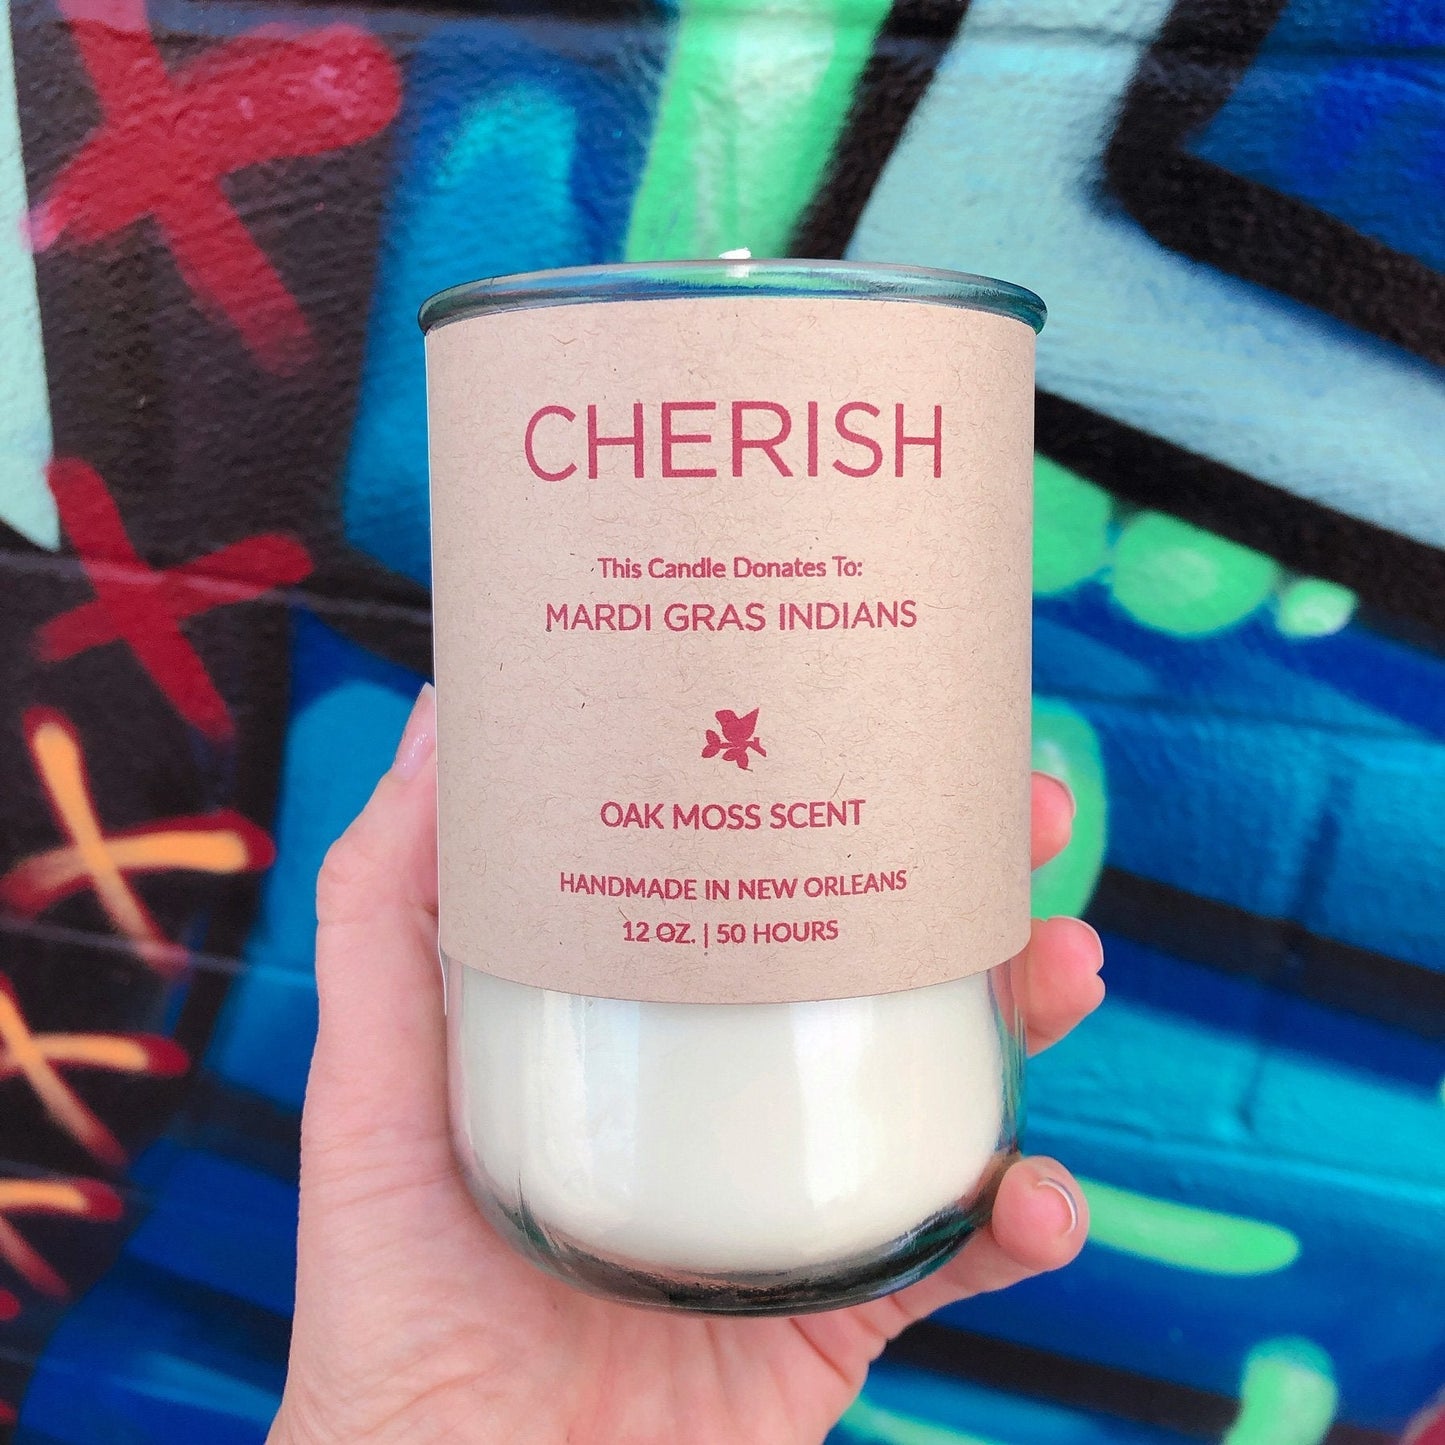 CHERISH
This Candle Donates To:
MARDI GRAS INDIANS
OAK MOSS SCENT
HANDMADE IN NEW ORLEANS
12 OZ. | 50 HOURS